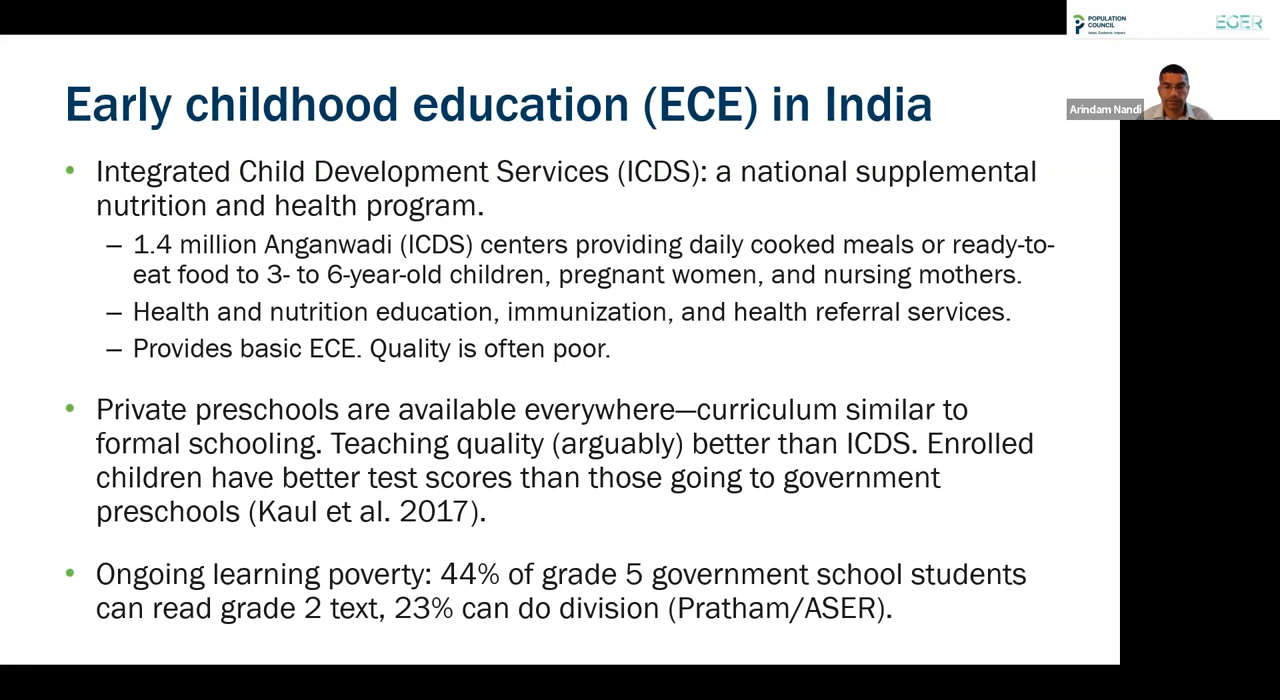 POPULATION
COUNCIL
Ideas. Evidence. Impact.
EGER
Arindam Nandi
Early childhood education (ECE) in India
• Integrated Child Development Services (ICDS): a national supplemental
nutrition and health program.
– 1.4 million Anganwadi (ICDS) centers providing daily cooked meals or ready-to-
eat food to 3- to 6-year-old children, pregnant women, and nursing mothers.
– Health and nutrition education, immunization, and health referral services.
– Provides basic ECE. Quality is often poor.
• Private preschools are available everywhere—curriculum similar to
formal schooling. Teaching quality (arguably) better than ICDS. Enrolled
children have better test scores than those going to government
preschools (Kaul et al. 2017).
• Ongoing learning poverty: 44% of grade 5 government school students
can read grade 2 text, 23% can do division (Pratham/ASER).